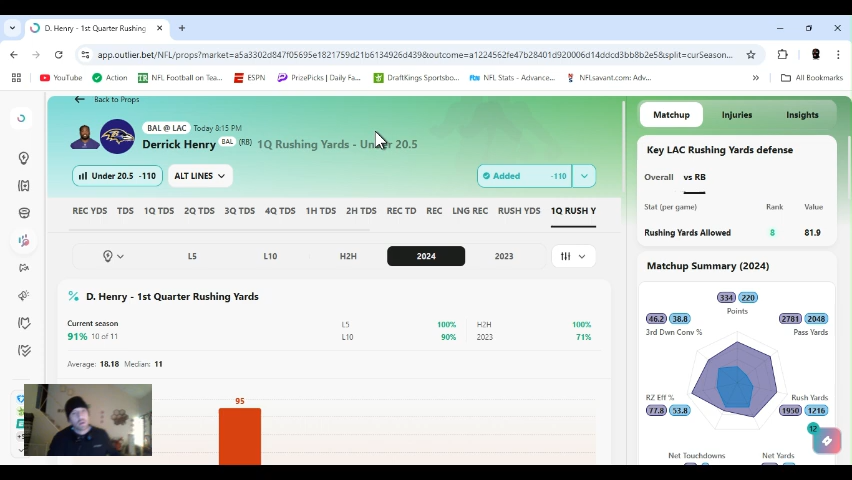 D. Henry - 1st Quarter Rushing
app.outlier.bet/NFL/props?market=a5a3302d847f05695e1821759d21b6134926d439&outcome=a1224562fe47b28401d920006d14ddcd3bb8b2e5&split=curSeason...
YouTube
Action
NFL Football on Tea...
ESPN
PrizePicks | Daily Fa...
DraftKings Sportsbo...
NFL Stats - Advance...
NFLsavant.com: Adv...
All Bookmarks
Back to Props
BAL @ LAC Today 8:15 PM
Derrick Henry BAL (RB) 1Q Rushing Yards - Under 20.5
Under 20.5 -110
ALT LINES
Added -110
REC YDS TDS 1Q TDS 2Q TDS 3Q TDS 4Q TDS 1H TDS 2H TDS REC TD REC LNG REC RUSH YDS 1Q RUSH Y
L5 L10 H2H 2024 2023
D. Henry - 1st Quarter Rushing Yards
Current season
91% 10 of 11
L5 100% H2H 100%
L10 90% 2023 71%
Average: 18.18 Median: 11
95
Matchup Injuries Insights
Key LAC Rushing Yards defense
Overall vs RB
Stat (per game) Rank Value
Rushing Yards Allowed 8 81.9
Matchup Summary (2024)
334 220
Points
46.2 38.8
3rd Dwn Conv %
2781 2048
Pass Yards
RZ Eff %
77.8 53.8
Rush Yards
1950 1216
12
Net Touchdowns
Net Yards